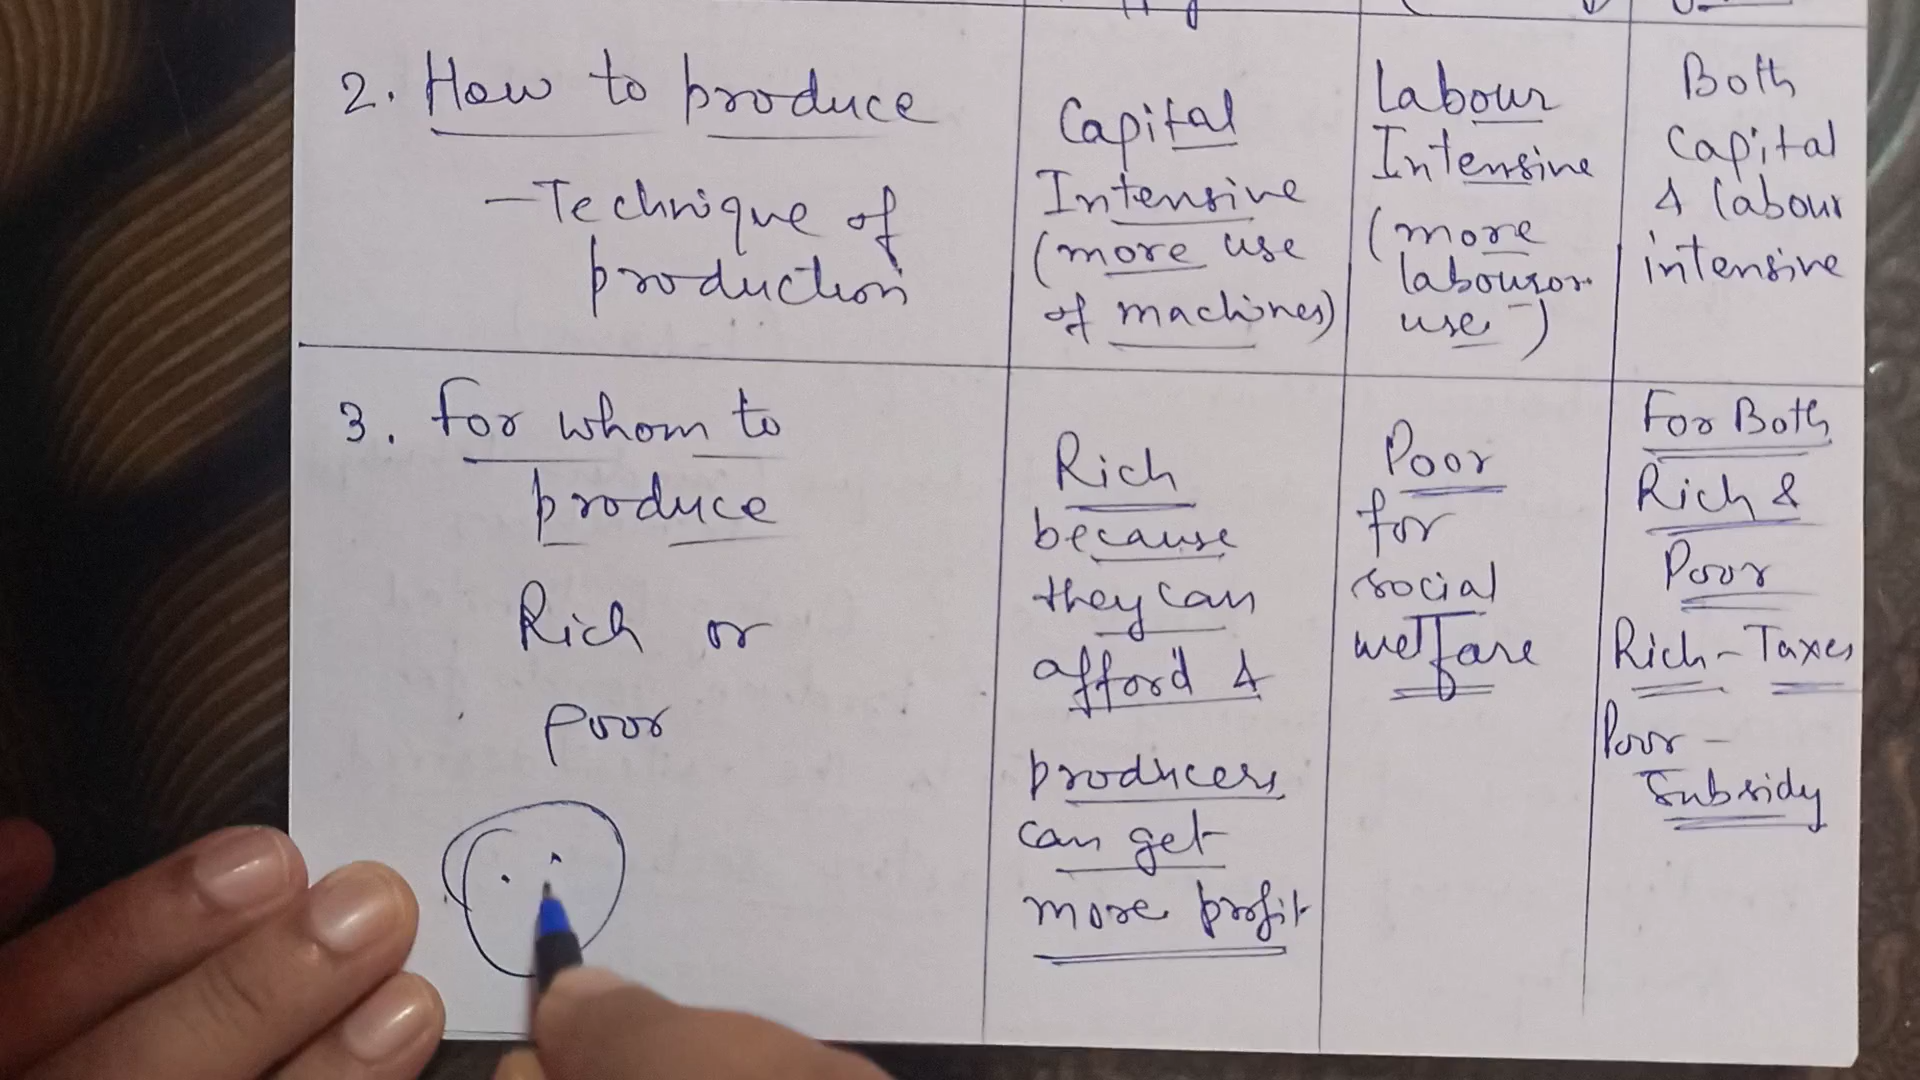 2. How to produce
- Technique of
production
Capital
Intensive
(more use
of machines)
Labour
Intensive
(more
labouror
use)
Both
Capital
& labour
intensive
3. For whom to
produce
Rich or
poor
Rich
because
they can
afford &
producers
can get
more profit
Poor
for
social
welfare
For Both
Rich &
Poor
Rich - Taxes
Poor -
Subsidy